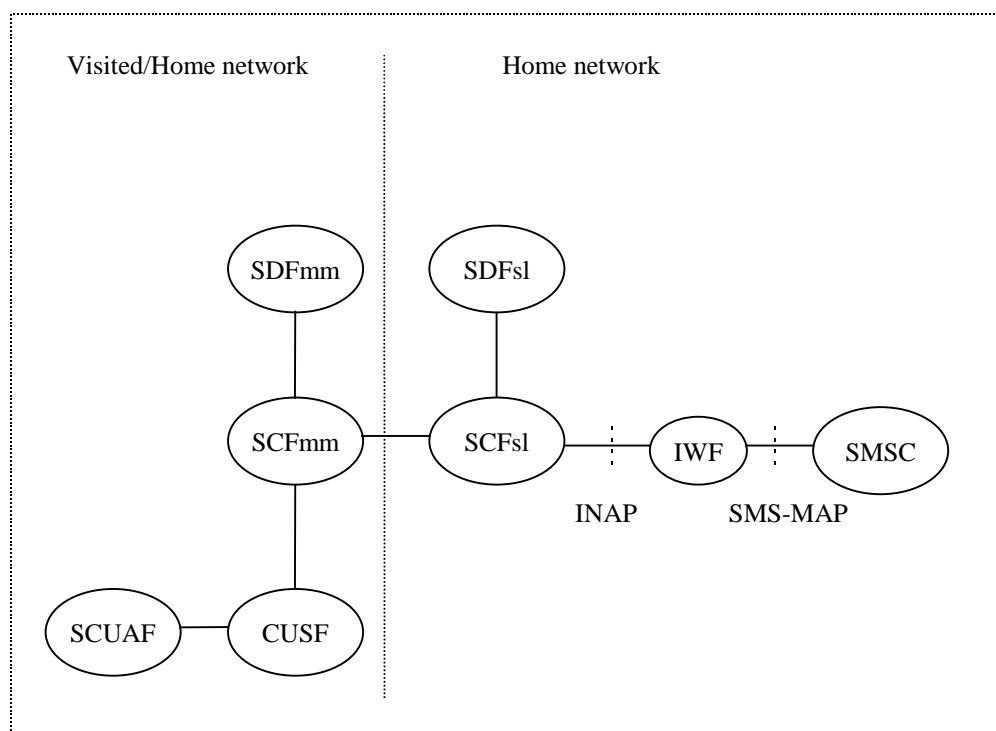 Visited/Home network
Home network
SDFmm
SDFsl
SCFmm
SCFsl
IWF
SMSC
INAP
SMS-MAP
SCUAF
CUSF